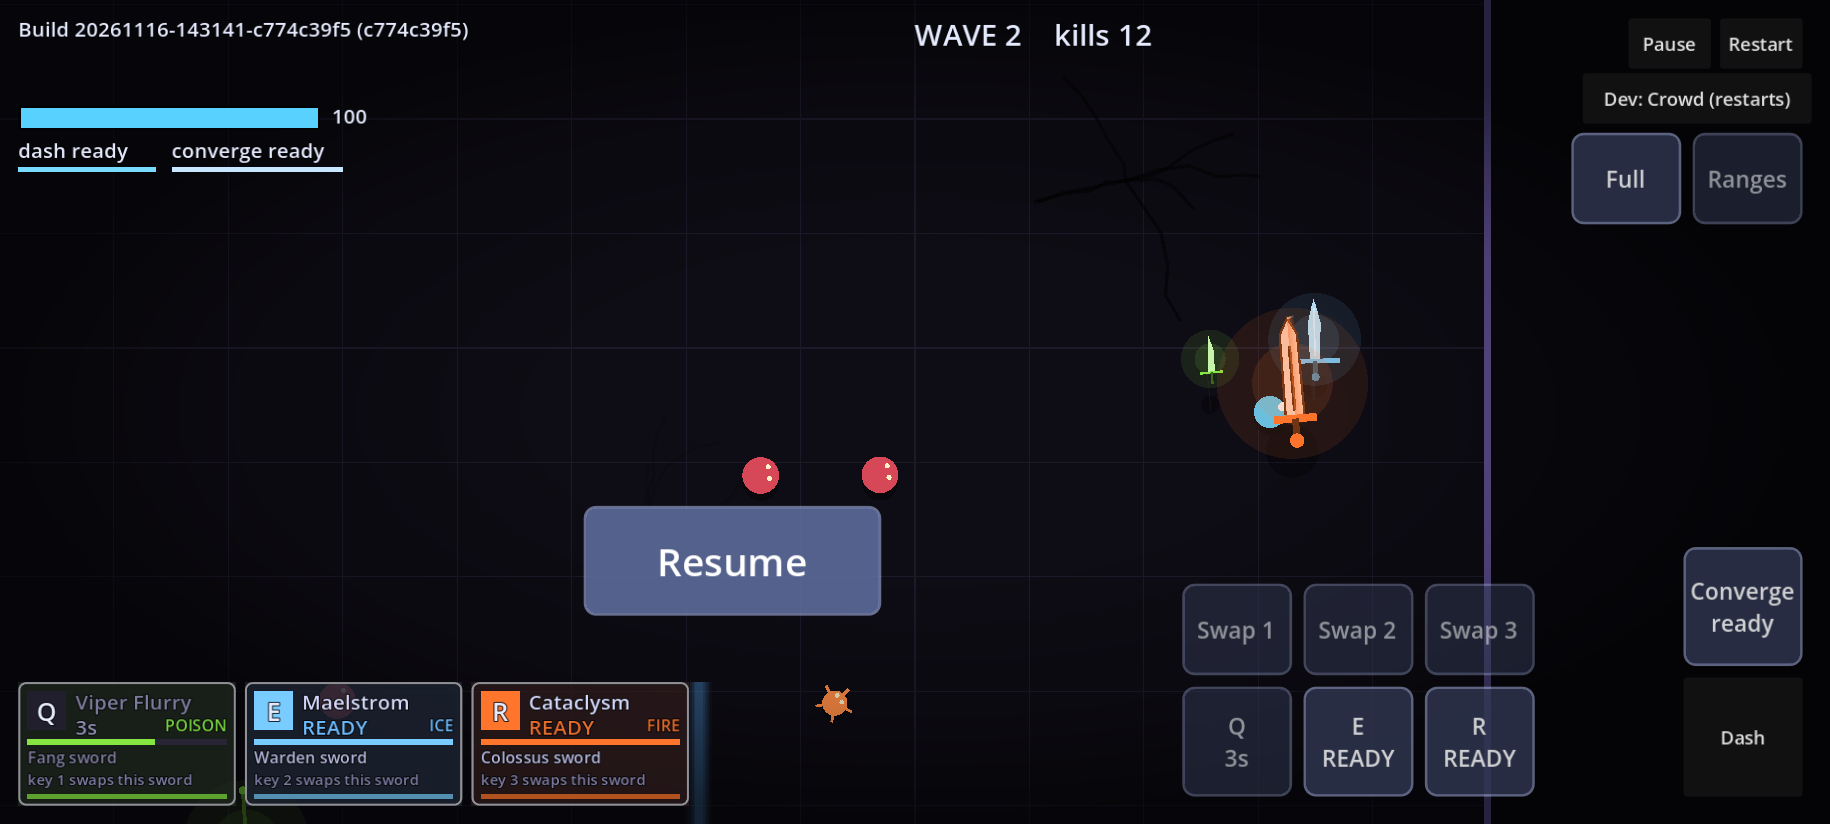 Build 20261116-143141-c774c39f5 (c774c39f5)
WAVE 2 kills 12
Pause
Restart
Dev: Crowd (restarts)
100
dash ready
converge ready
Full
Ranges
Resume
Swap 1
Swap 2
Swap 3
Converge
ready
Q
Viper Flurry
3s
POISON
Fang sword
key 1 swaps this sword
E
Maelstrom
READY
ICE
Warden sword
key 2 swaps this sword
R
Cataclysm
READY
FIRE
Colossus sword
key 3 swaps this sword
Q
3s
E
READY
R
READY
Dash